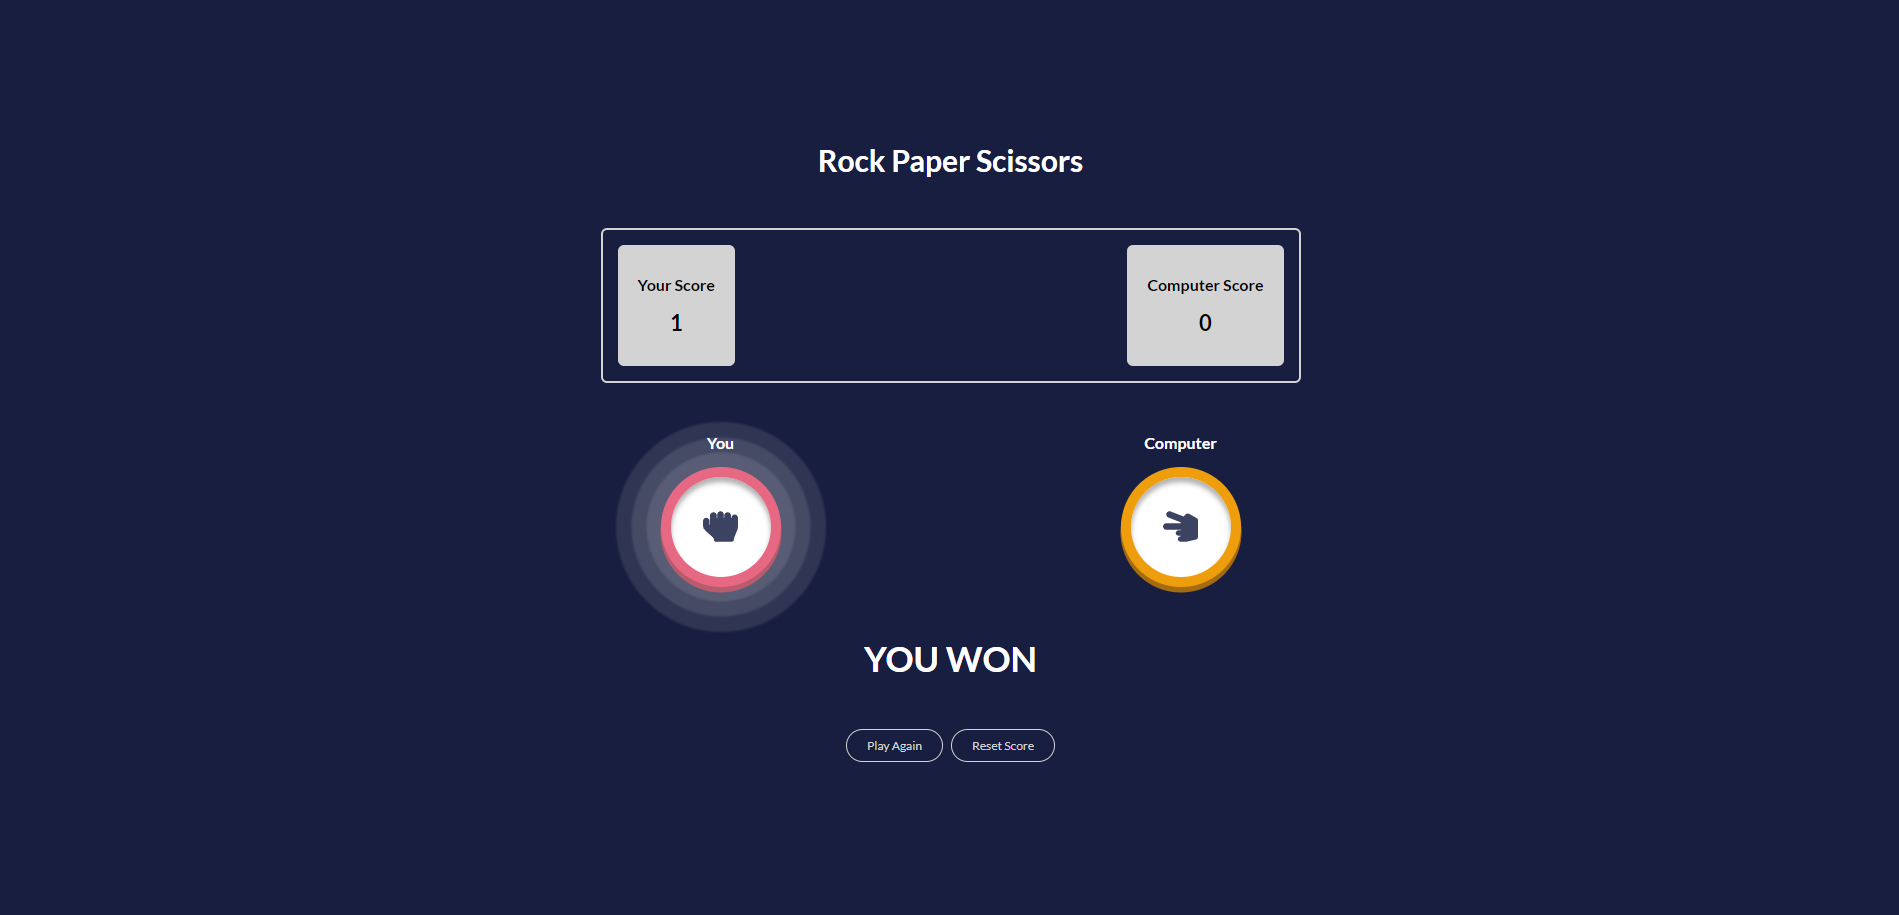 Rock Paper Scissors
Your Score
1
Computer Score
0
You
Computer
YOU WON
Play Again
Reset Score